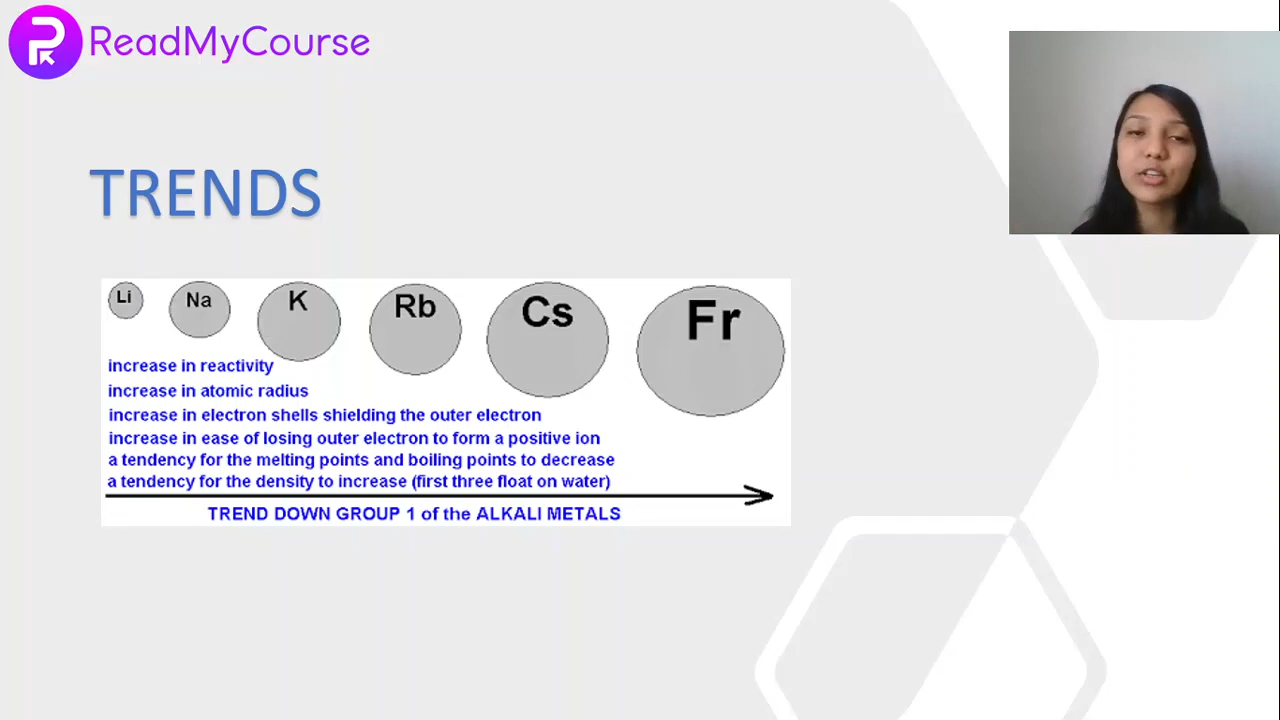 ReadMyCourse
TRENDS
Li Na K Rb Cs Fr
increase in reactivity
increase in atomic radius
increase in electron shells shielding the outer electron
increase in ease of losing outer electron to form a positive ion
a tendency for the melting points and boiling points to decrease
a tendency for the density to increase (first three float on water)
TREND DOWN GROUP 1 of the ALKALI METALS